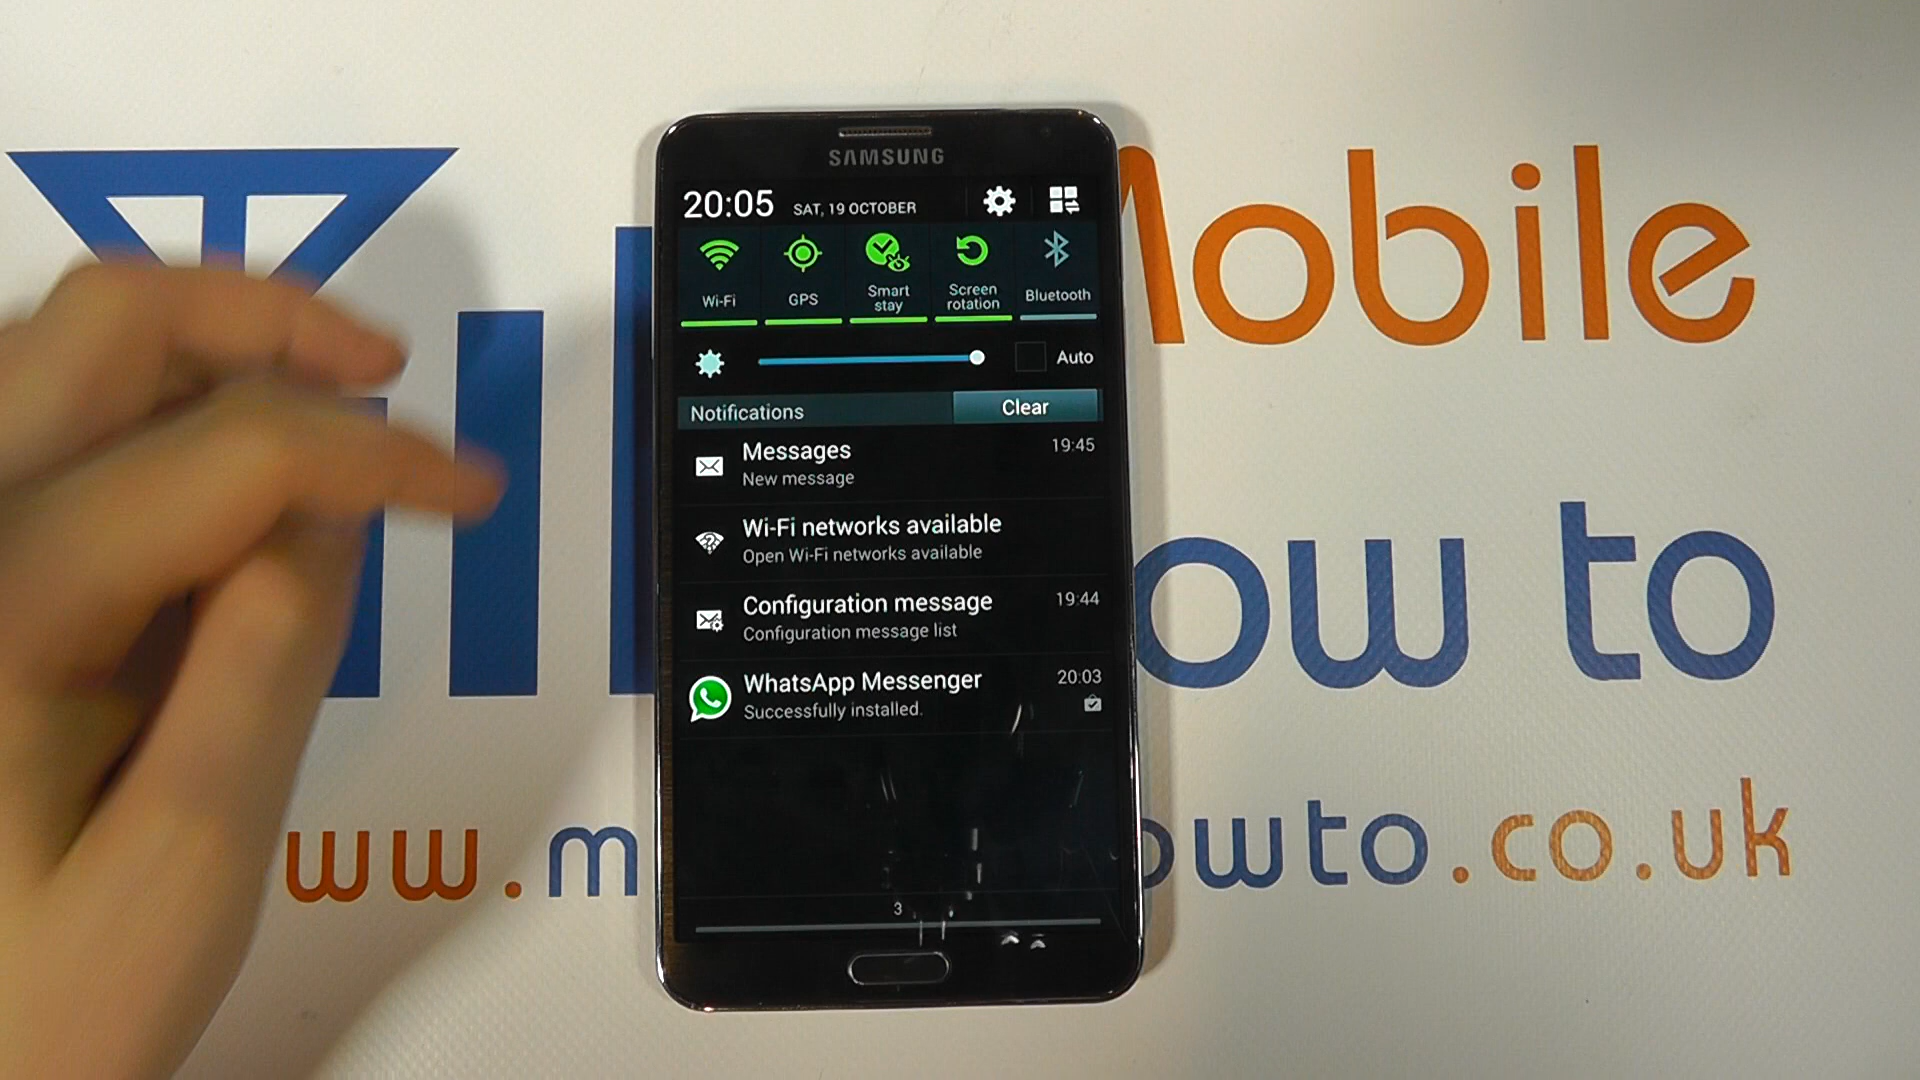 SAMSUNG
20:05 SAT, 19 OCTOBER
Wi-Fi GPS Smart stay Screen rotation Bluetooth
Auto
Notifications Clear
Messages 19:45
New message
Wi-Fi networks available
Open Wi-Fi networks available
Configuration message 19:44
Configuration message list
WhatsApp Messenger 20:03
Successfully installed.
3
Mobile
ow to
ww.m owto.co.uk